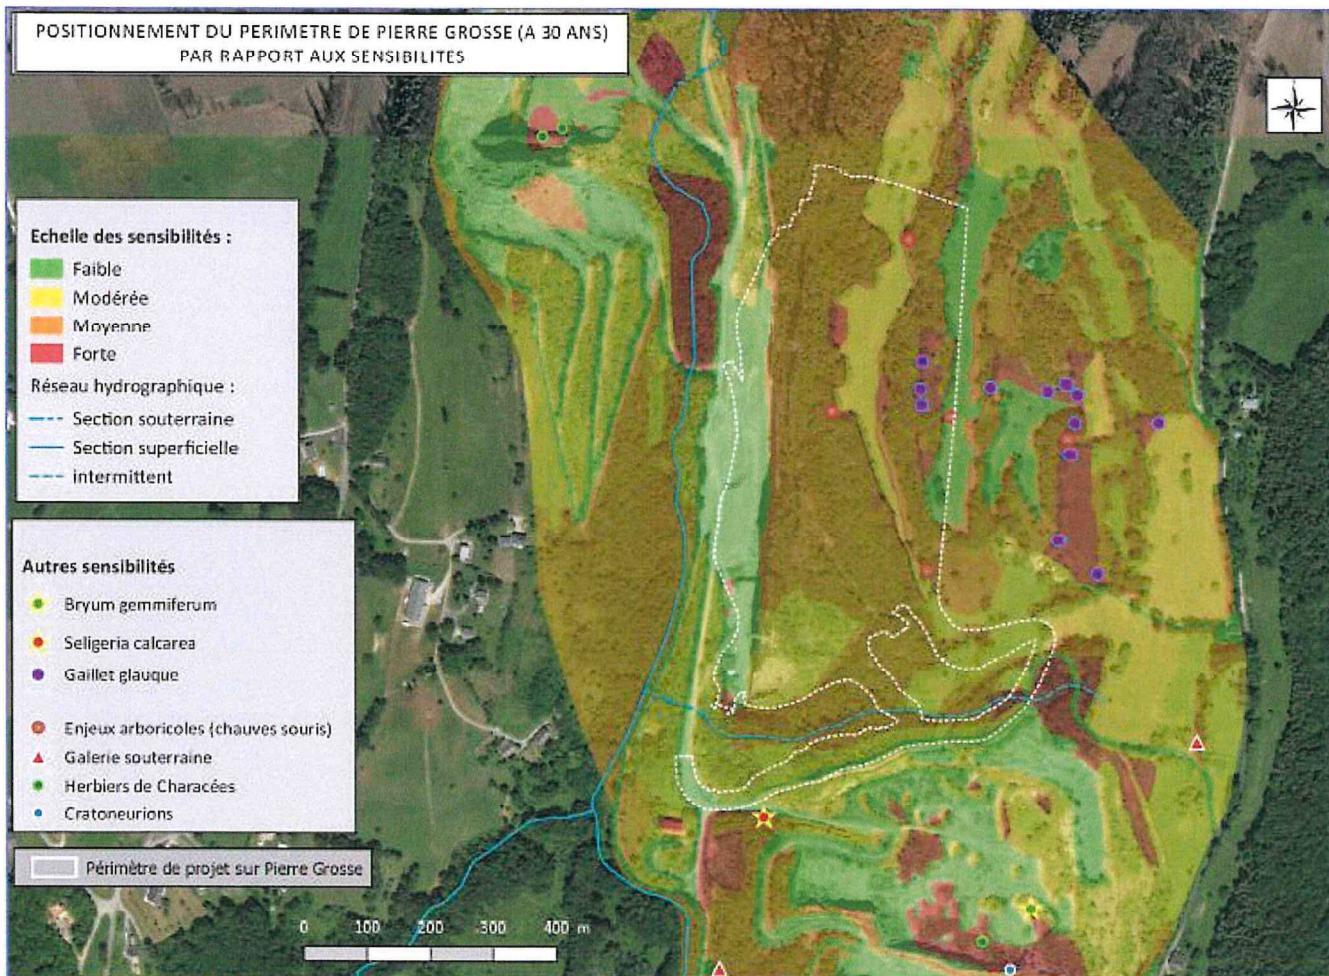 POSITIONNEMENT DU PERIMETRE DE PIERRE GROSSE (A 30 ANS)
PAR RAPPORT AUX SENSIBILITES
Echelle des sensibilités :
Faible
Modérée
Moyenne
Forte
Réseau hydrographique :
Section souterraine
Section superficielle
intermittent
Autres sensibilités
Bryum gemmiferum
Seligeria calcarea
Gaillet glauque
Enjeux arboricoles (chauves souris)
Galerie souterraine
Herbiers de Characées
Cratoneurions
Périmètre de projet sur Pierre Grosse
0 100 200 300 400 m